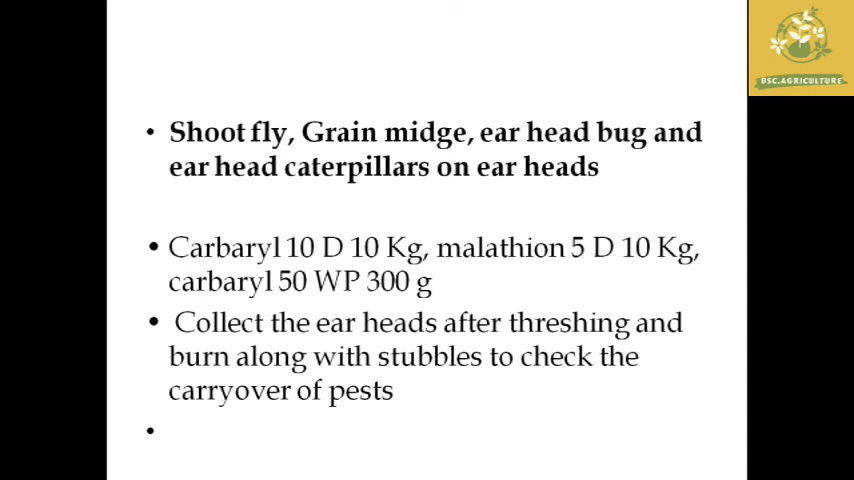 BSC.AGRICULTURE
• Shoot fly, Grain midge, ear head bug and
ear head caterpillars on ear heads
• Carbaryl 10 D 10 Kg, malathion 5 D 10 Kg,
carbaryl 50 WP 300 g
• Collect the ear heads after threshing and
burn along with stubbles to check the
carryover of pests
•